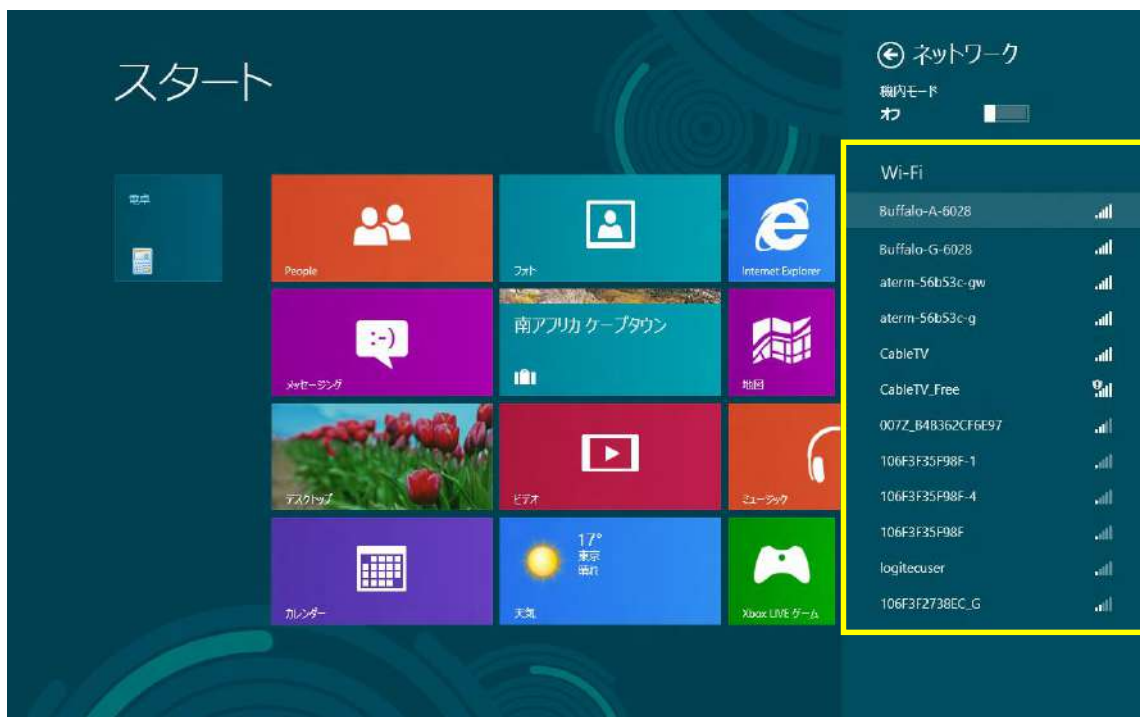 スタート
電卓
People
フォト
Internet Explorer
:-)
メッセージング
南アフリカ ケープタウン
地図
デスクトップ
ビデオ
ミュージック
カレンダー
17°
東京
晴れ
天気
Xbox LIVE ゲーム
ネットワーク
機内モード
オフ
Wi-Fi
Buffalo-A-6028
Buffalo-G-6028
aterm-56b53c-gw
aterm-56b53c-g
CableTV
CableTV_Free
007Z_B48362CF6E97
106F3F35F98F-1
106F3F35F98F-4
106F3F35F98F
logitecuser
106F3F2738EC_G